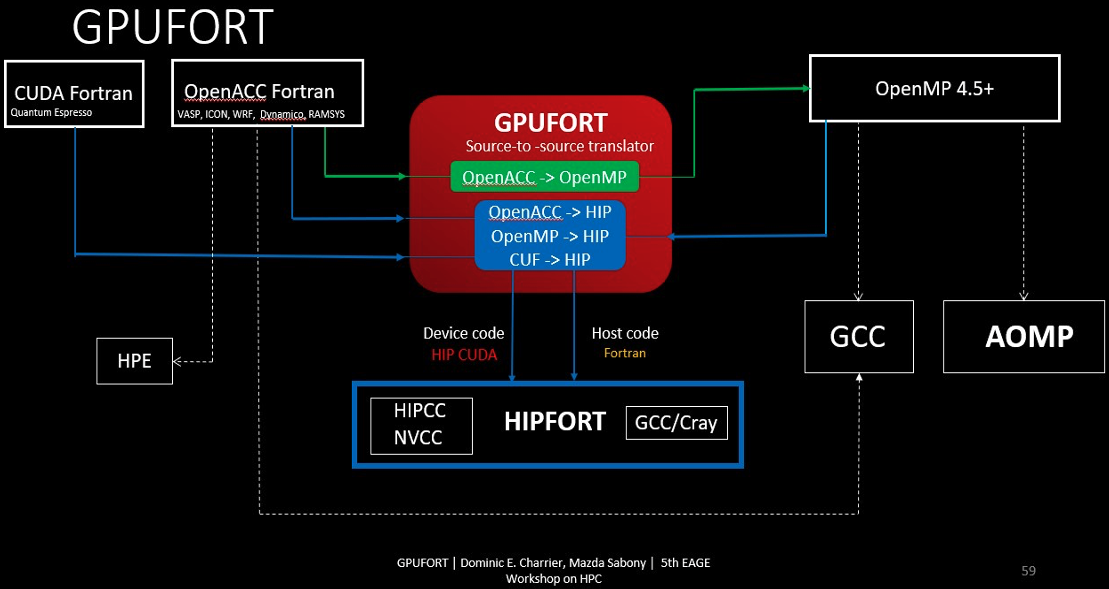 GPUFORT
CUDA Fortran
Quantum Espresso
OpenACC Fortran
VASP, ICON, WRF, Dynamico, RAMSYS
GPUFORT
Source-to -source translator
OpenACC -> OpenMP
OpenACC -> HIP
OpenMP -> HIP
CUF -> HIP
OpenMP 4.5+
Device code
HIP CUDA
Host code
Fortran
HPE
GCC
AOMP
HIPCC
NVCC
HIPFORT
GCC/Cray
GPUFORT | Dominic E. Charrier, Mazda Sabony | 5th EAGE
Workshop on HPC
59